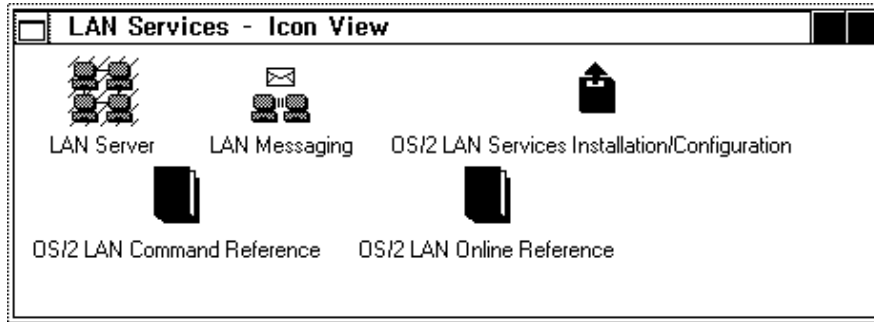 LAN Services - Icon View
LAN Server LAN Messaging OS/2 LAN Services Installation/Configuration
OS/2 LAN Command Reference OS/2 LAN Online Reference